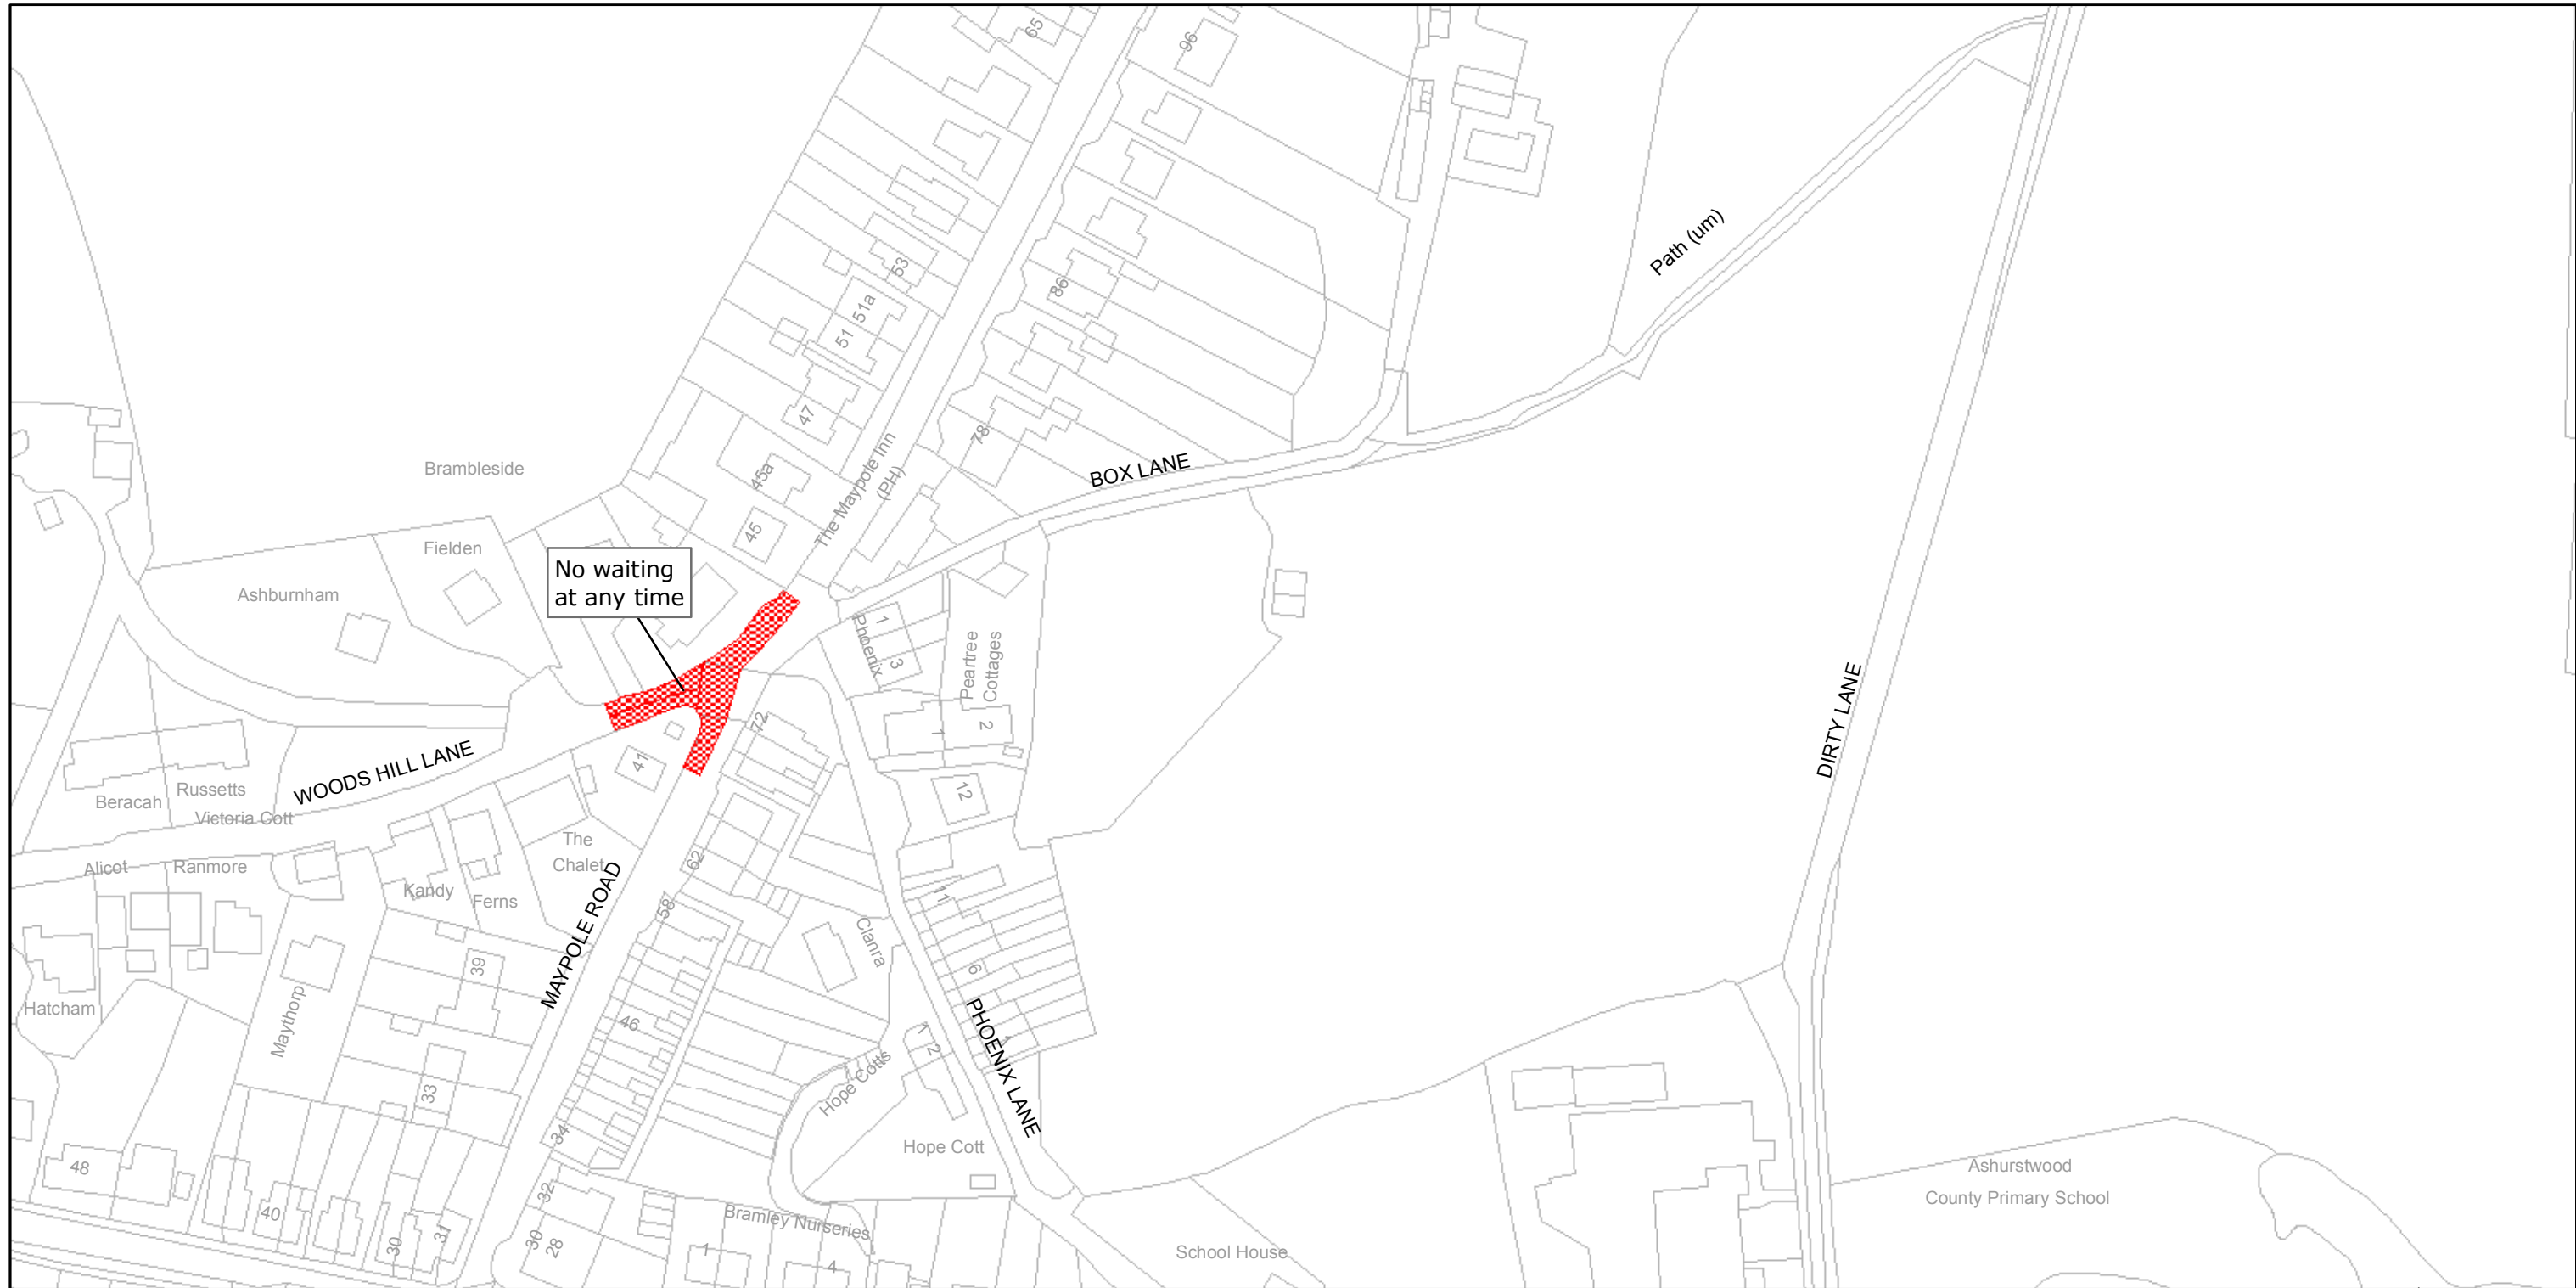 65
96
53
86
51a
51
47
78
45a
45
The Maypole Inn
(PH)
Path (um)
BOX LANE
Brambleside
Fielden
Ashburnham
No waiting
at any time
Phoenix
1
3
Peartree
Cottages
1
2
12
72
41
WOODS HILL LANE
Beracah
Russetts
Victoria Cott
Alicot
Ranmore
The
Chalet
Kandy
Ferns
62
58
MAYPOLE ROAD
DIRTY LANE
11
Clanra
6
39
46
Hatcham
Maythorp
1
2
PHOENIX LANE
Hope Cotts
33
34
Hope Cott
48
32
40
30
31
30
28
Bramley Nurseries
1
4
School House
Ashurstwood
County Primary School